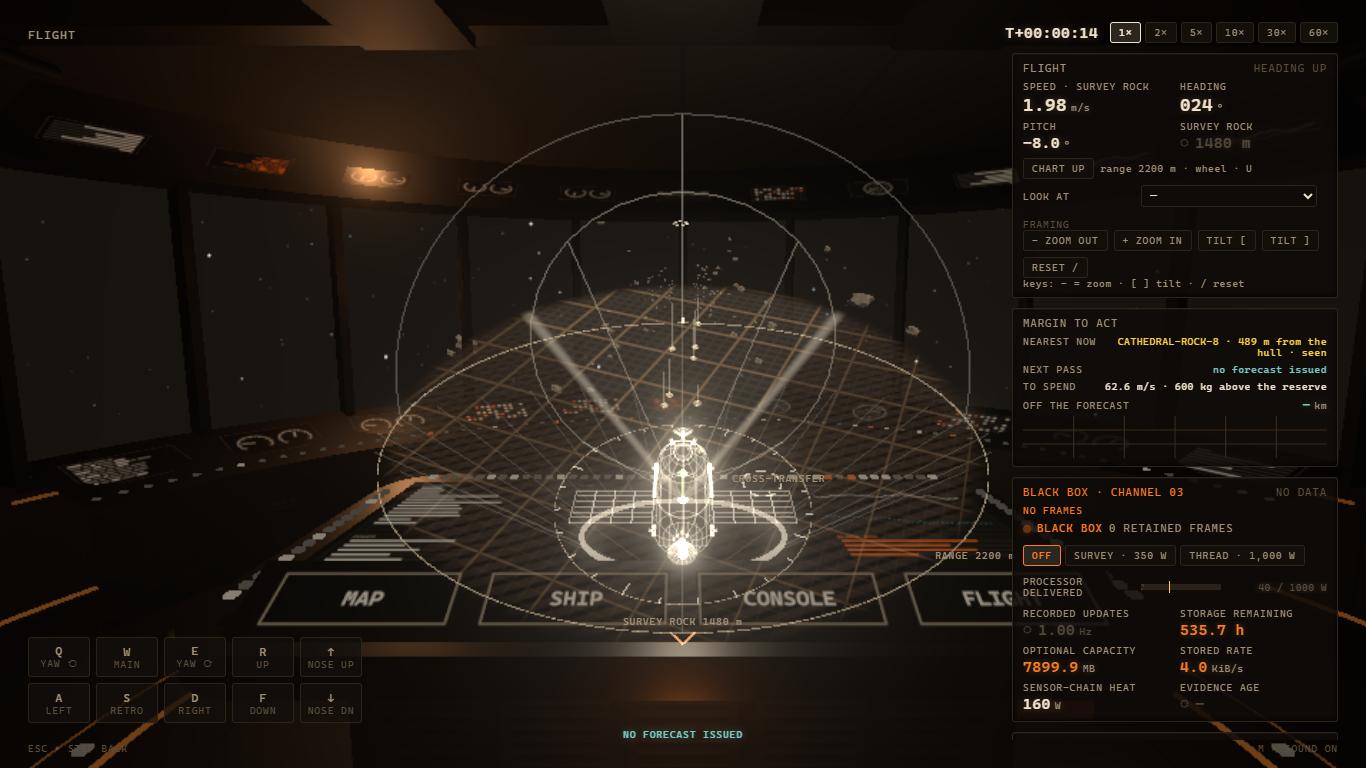 FLIGHT
T+00:00:14 1× 2× 5× 10× 30× 60×
FLIGHT HEADING UP
SPEED · SURVEY ROCK HEADING
1.98 m/s 024 °
PITCH SURVEY ROCK
−8.0 ° 1480 m
CHART UP range 2200 m · wheel · U
LOOK AT —
FRAMING
− ZOOM OUT + ZOOM IN TILT [ TILT ]
RESET /
keys: − = zoom · [ ] tilt · / reset
MARGIN TO ACT
NEAREST NOW CATHEDRAL-ROCK-8 · 489 m from the
hull · seen
NEXT PASS no forecast issued
TO SPEND 62.6 m/s · 600 kg above the reserve
OFF THE FORECAST — km
BLACK BOX · CHANNEL 03 NO DATA
NO FRAMES
BLACK BOX 0 RETAINED FRAMES
OFF SURVEY · 350 W THREAD · 1,000 W
PROCESSOR
DELIVERED 40 / 1000 W
RECORDED UPDATES STORAGE REMAINING
1.00 Hz 535.7 h
OPTIONAL CAPACITY STORED RATE
7899.9 MB 4.0 KiB/s
SENSOR-CHAIN HEAT EVIDENCE AGE
160 W —
CROSS-TRANSFER
RANGE 2200 m
MAP SHIP CONSOLE FLIGH
SURVEY ROCK 1480 m
Q W E R ↑
YAW MAIN YAW UP NOSE UP
A S D F ↓
LEFT RETRO RIGHT DOWN NOSE DN
NO FORECAST ISSUED
ESC BACK
M ON